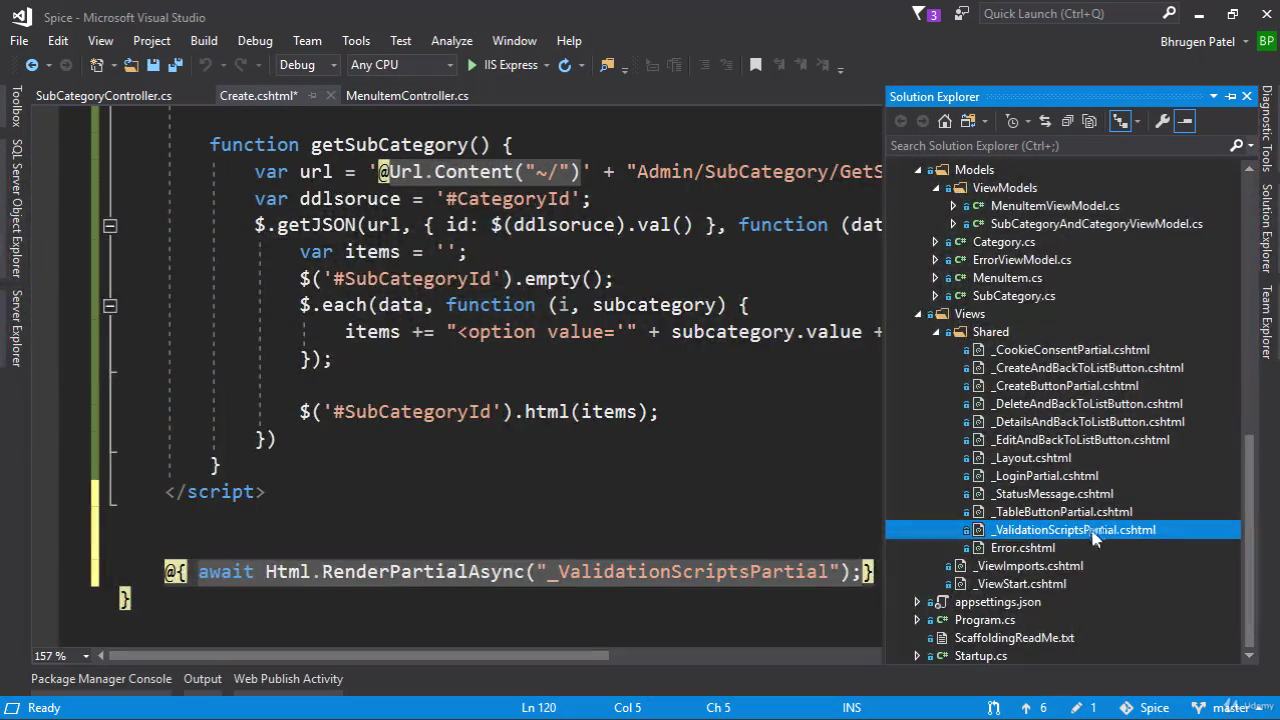 Spice - Microsoft Visual Studio
3
Quick Launch (Ctrl+;)
File Edit View Project Build Debug Team Tools Test Analyze Window Help
Bhrugen Patel BP
Debug Any CPU IIS Express
SubCategoryController.cs Create.cshtml* MenuItemController.cs
Toolbox
SQL Server Object Explorer
Server Explorer
function getSubCategory() {
var url = '@Url.Content("~/")' + "Admin/SubCategory/GetS
var ddlsoruce = '#CategoryId';
$.getJSON(url, { id: $(ddlsoruce).val() }, function (dat
var items = '';
$('#SubCategoryId').empty();
$.each(data, function (i, subcategory) {
items += "<option value='" + subcategory.value +
});
$('#SubCategoryId').html(items);
})
}
</script>
@{ await Html.RenderPartialAsync("_ValidationScriptsPartial");}
}
157 %
Solution Explorer
Search Solution Explorer (Ctrl+;)
Models
ViewModels
MenuItemViewModel.cs
SubCategoryAndCategoryViewModel.cs
Category.cs
ErrorViewModel.cs
MenuItem.cs
SubCategory.cs
Views
Shared
_CookieConsentPartial.cshtml
_CreateAndBackToListButton.cshtml
_CreateButtonPartial.cshtml
_DeleteAndBackToListButton.cshtml
_DetailsAndBackToListButton.cshtml
_EditAndBackToListButton.cshtml
_Layout.cshtml
_LoginPartial.cshtml
_StatusMessage.cshtml
_TableButtonPartial.cshtml
_ValidationScriptsPartial.cshtml
Error.cshtml
_ViewImports.cshtml
_ViewStart.cshtml
appsettings.json
Program.cs
ScaffoldingReadMe.txt
Startup.cs
Diagnostic Tools
Solution Explorer
Team Explorer
Package Manager Console Output Web Publish Activity
Ready Ln 120 Col 5 Ch 5 INS 6 1 Spice master
Udemy